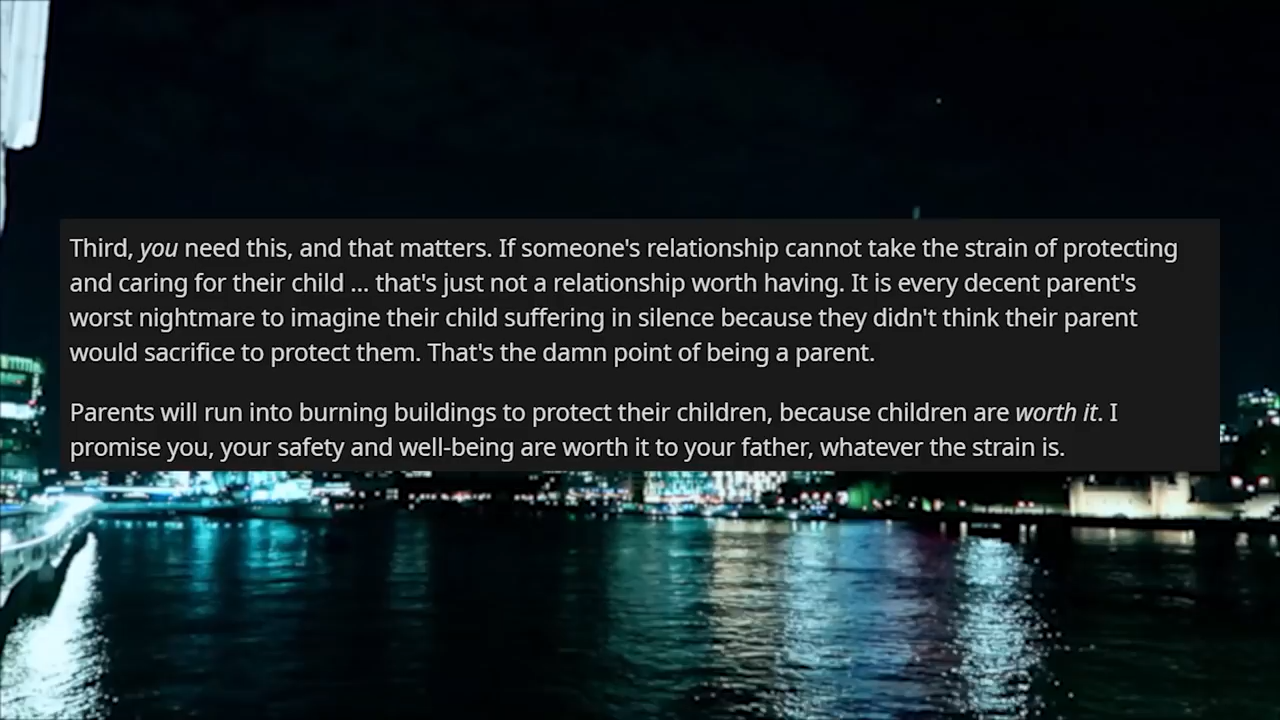 Third, you need this, and that matters. If someone's relationship cannot take the strain of protecting
and caring for their child ... that's just not a relationship worth having. It is every decent parent's
worst nightmare to imagine their child suffering in silence because they didn't think their parent
would sacrifice to protect them. That's the damn point of being a parent.
Parents will run into burning buildings to protect their children, because children are worth it. I
promise you, your safety and well-being are worth it to your father, whatever the strain is.